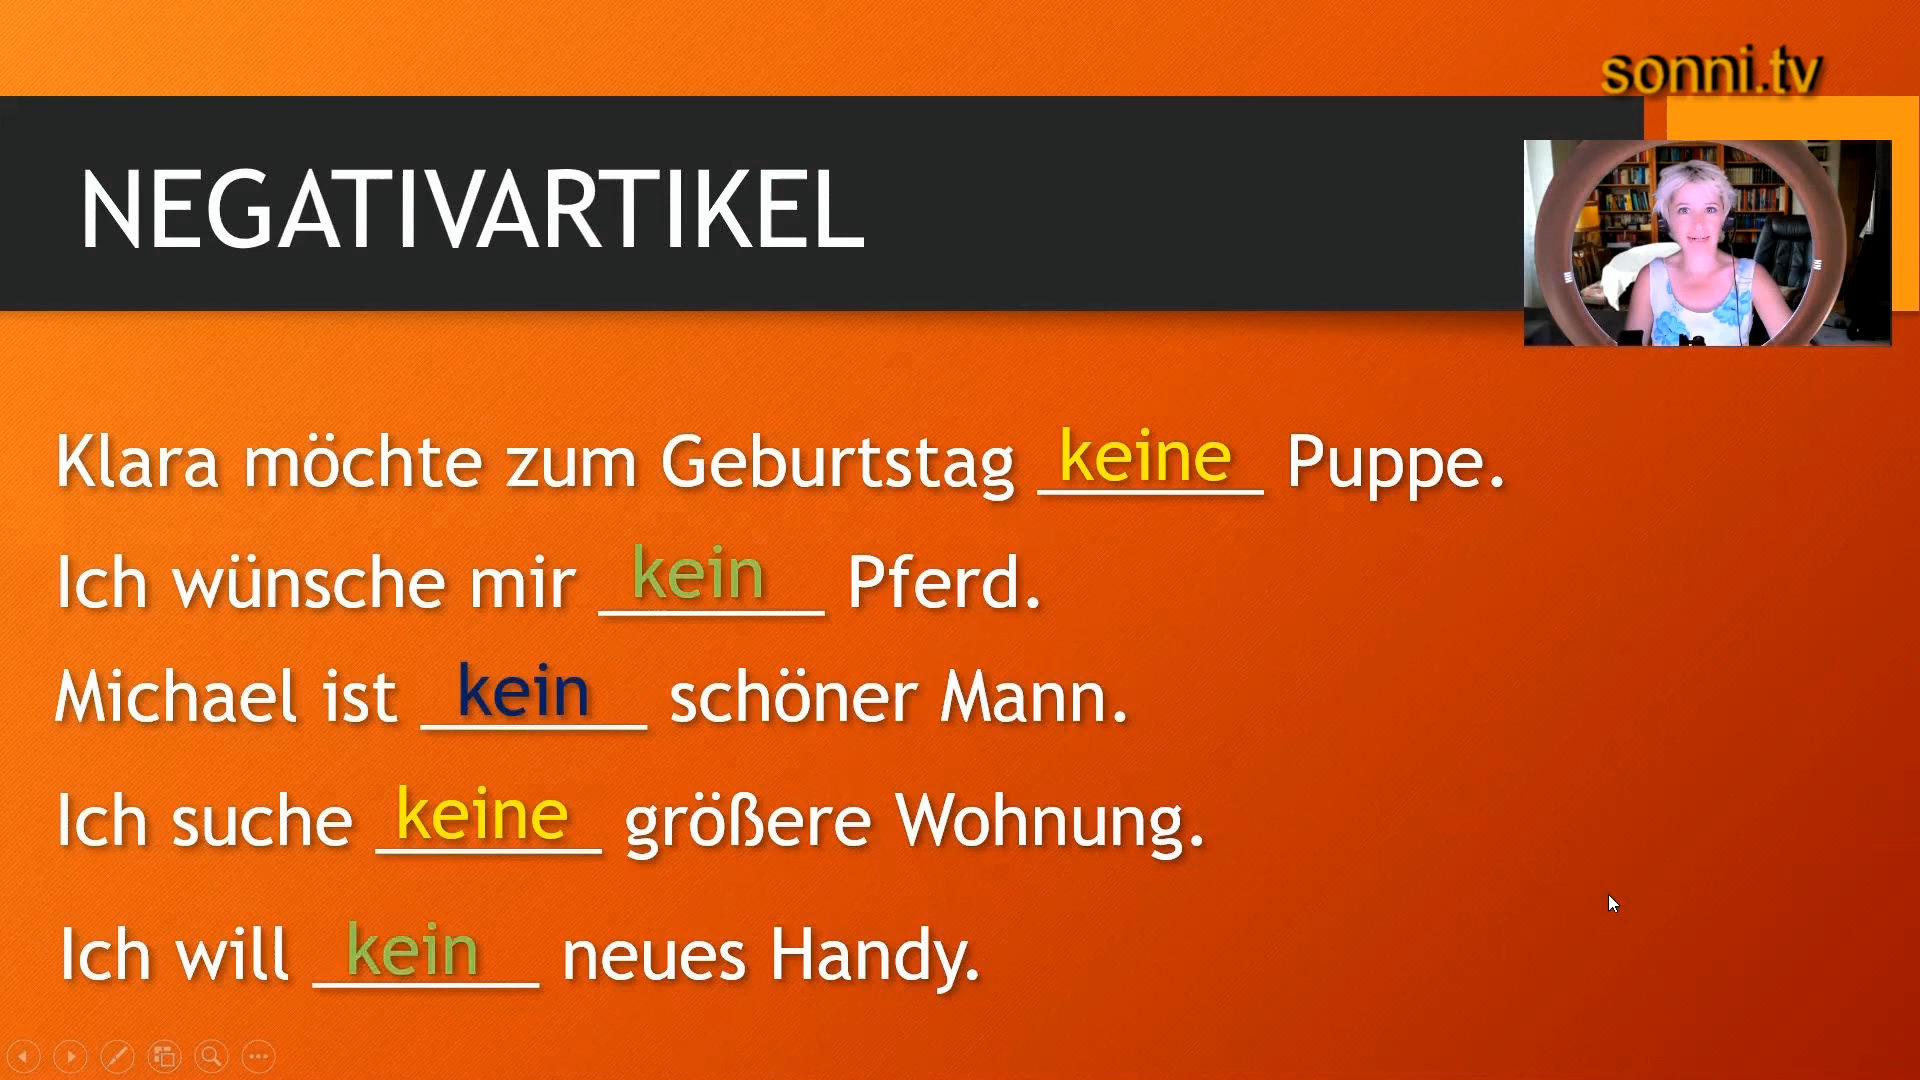 sonni.tv
NEGATIVARTIKEL
Klara möchte zum Geburtstag keine Puppe.
Ich wünsche mir kein Pferd.
Michael ist kein schöner Mann.
Ich suche keine größere Wohnung.
Ich will kein neues Handy.